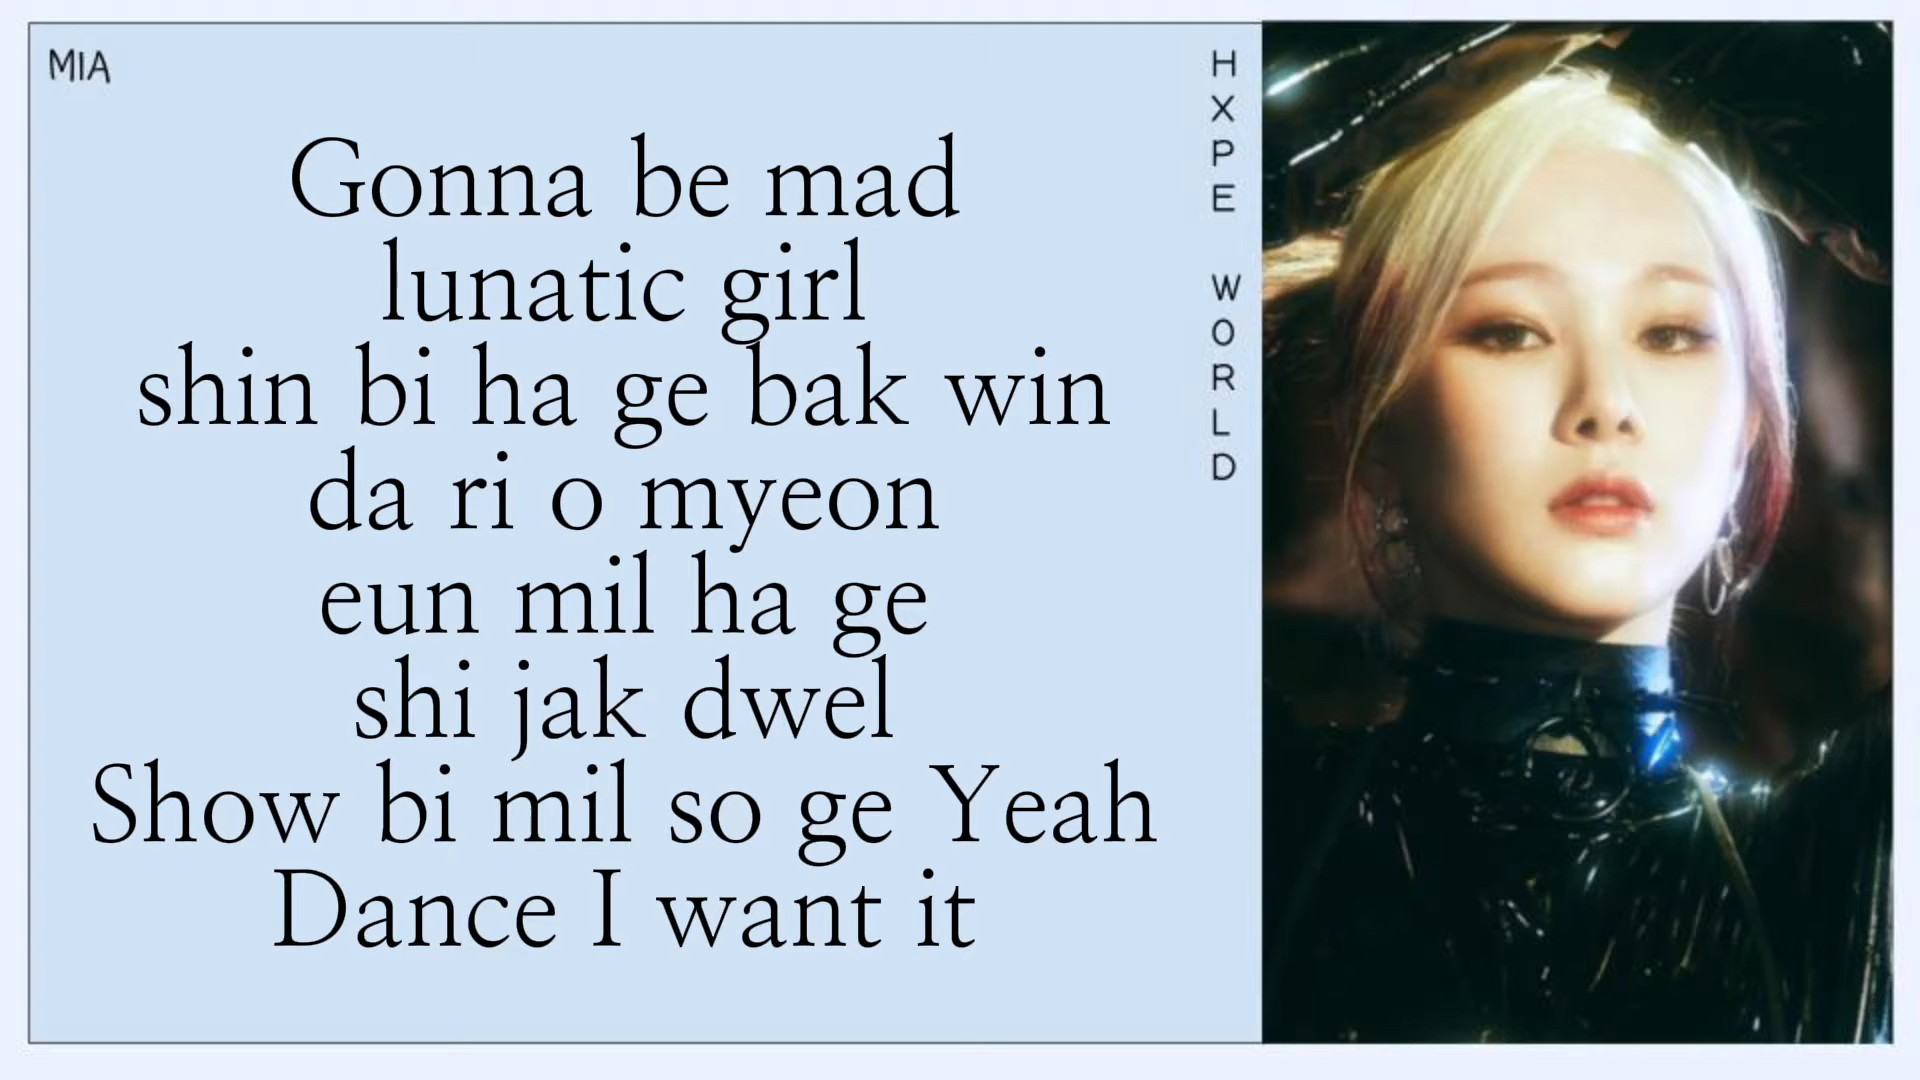 MIA
Gonna be mad
lunatic girl
shin bi ha ge bak win
da ri o myeon
eun mil ha ge
shi jak dwel
Show bi mil so ge Yeah
Dance I want it
HXPE WORLD